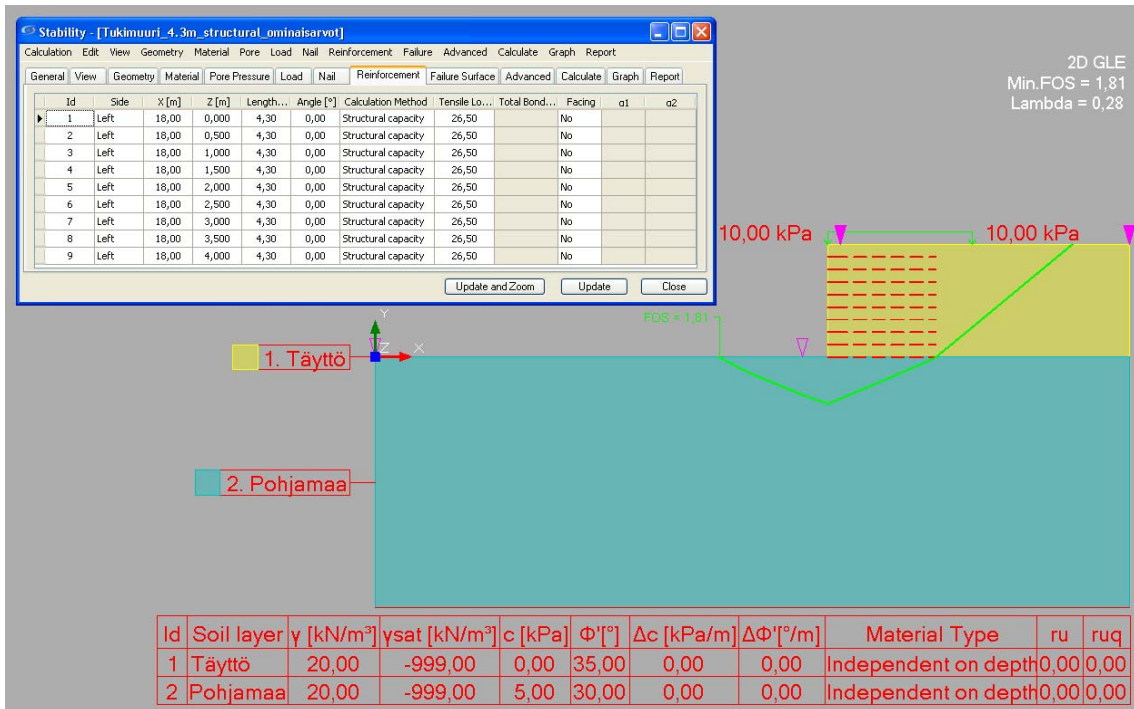 Stability - [Tukimuuri_4.3m_structural_ominaisarvot]
Calculation Edit View Geometry Material Pore Load Nail Reinforcement Failure Advanced Calculate Graph Report
General View Geometry Material Pore Pressure Load Nail Reinforcement Failure Surface Advanced Calculate Graph Report
Id Side X [m] Z [m] Length... Angle [°] Calculation Method Tensile Lo... Total Bond... Facing α1 α2
1 Left 18,00 0,000 4,30 0,00 Structural capacity 26,50 No
2 Left 18,00 0,500 4,30 0,00 Structural capacity 26,50 No
3 Left 18,00 1,000 4,30 0,00 Structural capacity 26,50 No
4 Left 18,00 1,500 4,30 0,00 Structural capacity 26,50 No
5 Left 18,00 2,000 4,30 0,00 Structural capacity 26,50 No
6 Left 18,00 2,500 4,30 0,00 Structural capacity 26,50 No
7 Left 18,00 3,000 4,30 0,00 Structural capacity 26,50 No
8 Left 18,00 3,500 4,30 0,00 Structural capacity 26,50 No
9 Left 18,00 4,000 4,30 0,00 Structural capacity 26,50 No
Update and Zoom Update Close
2D GLE
Min.FOS = 1,81
Lambda = 0,28
10,00 kPa 10,00 kPa
FOS = 1,81
Y
Z X
1. Täyttö
2. Pohjamaa
Id Soil layer γ [kN/m³] γsat [kN/m³] c [kPa] Φ'[°] Δc [kPa/m] ΔΦ'[°/m] Material Type ru ruq
1 Täyttö 20,00 -999,00 0,00 35,00 0,00 0,00 Independent on depth 0,00 0,00
2 Pohjamaa 20,00 -999,00 5,00 30,00 0,00 0,00 Independent on depth 0,00 0,00